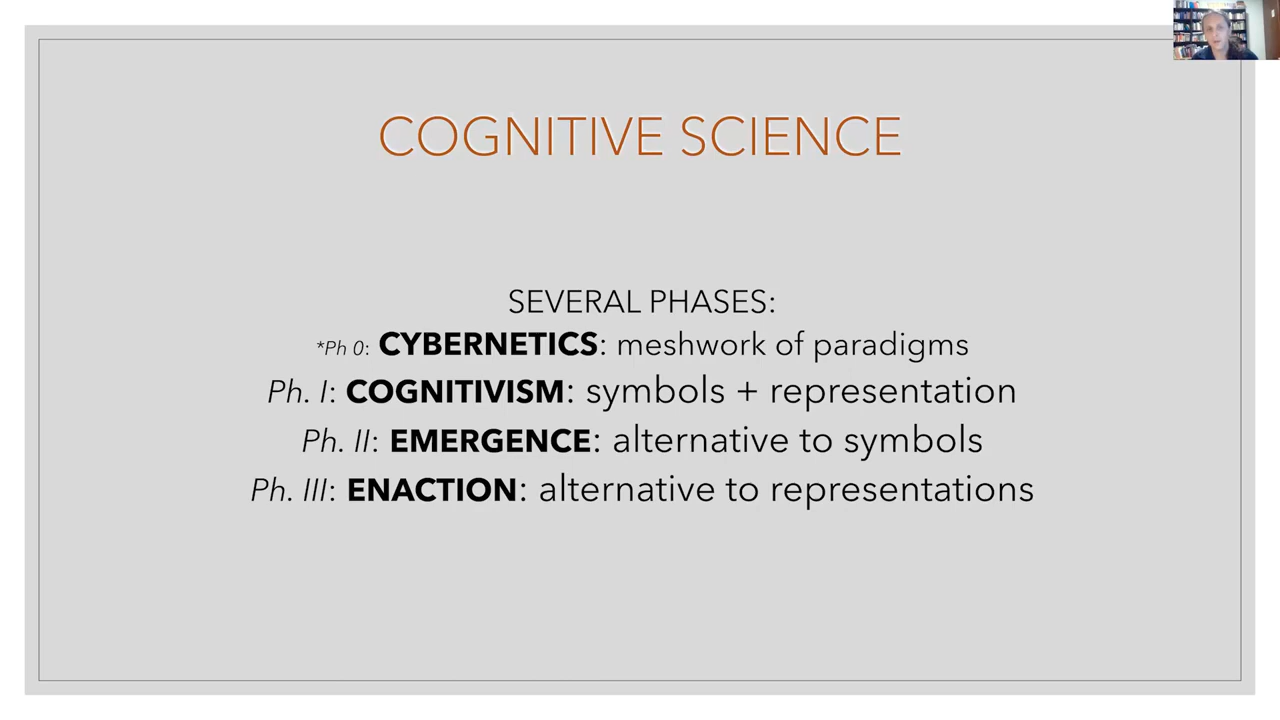 COGNITIVE SCIENCE
SEVERAL PHASES:
*Ph 0: CYBERNETICS: meshwork of paradigms
Ph. I: COGNITIVISM: symbols + representation
Ph. II: EMERGENCE: alternative to symbols
Ph. III: ENACTION: alternative to representations